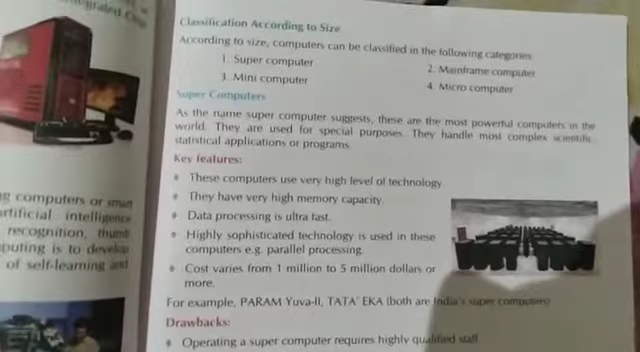 Classification According to Size
According to size, computers can be classified in the following categories
1. Super computer
2. Mainframe computer
3. Mini computer
4. Micro computer
Super Computers
As the name super computer suggests, these are the most powerful computers in the
world. They are used for special purposes. They handle most complex scientific,
statistical applications or programs.
Key features:
These computers use very high level of technology.
They have very high memory capacity.
Data processing is ultra fast.
Highly sophisticated technology is used in these
computers e.g. parallel processing.
Cost varies from 1 million to 5 million dollars or
more.
For example, PARAM Yuva-II, TATA' EKA (both are India's super computers)
Drawbacks:
Operating a super computer requires highly qualified staff
computers or smart
artificial intelligence
recognition, thumb
puting is to develop
of self-learning and